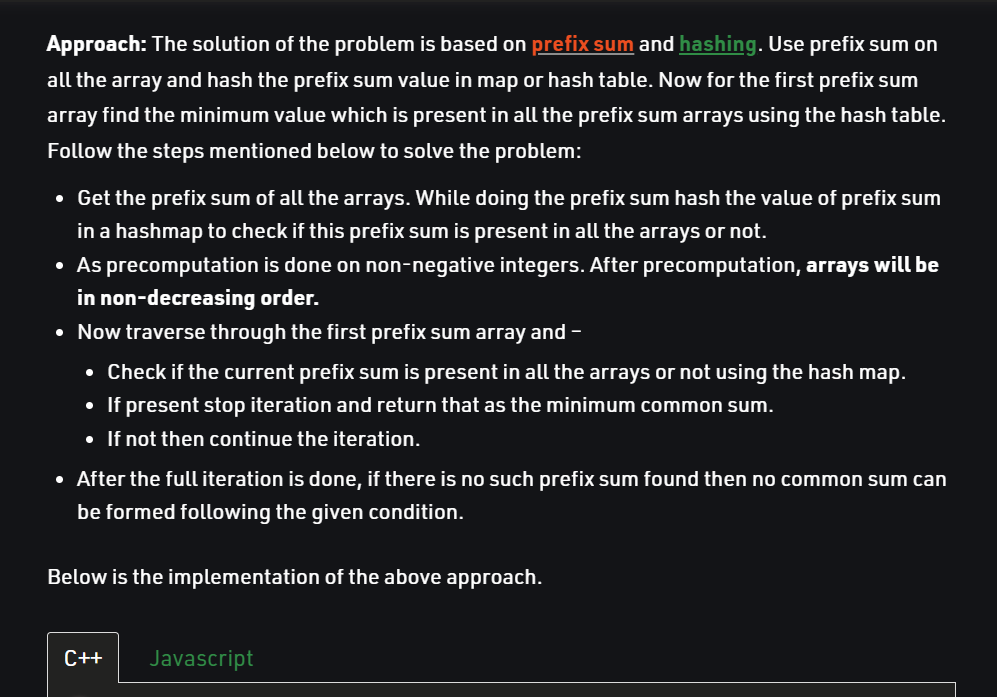 Approach: The solution of the problem is based on prefix sum and hashing. Use prefix sum on
all the array and hash the prefix sum value in map or hash table. Now for the first prefix sum
array find the minimum value which is present in all the prefix sum arrays using the hash table.
Follow the steps mentioned below to solve the problem:
• Get the prefix sum of all the arrays. While doing the prefix sum hash the value of prefix sum
in a hashmap to check if this prefix sum is present in all the arrays or not.
• As precomputation is done on non-negative integers. After precomputation, arrays will be
in non-decreasing order.
• Now traverse through the first prefix sum array and –
• Check if the current prefix sum is present in all the arrays or not using the hash map.
• If present stop iteration and return that as the minimum common sum.
• If not then continue the iteration.
• After the full iteration is done, if there is no such prefix sum found then no common sum can
be formed following the given condition.
Below is the implementation of the above approach.
C++ Javascript